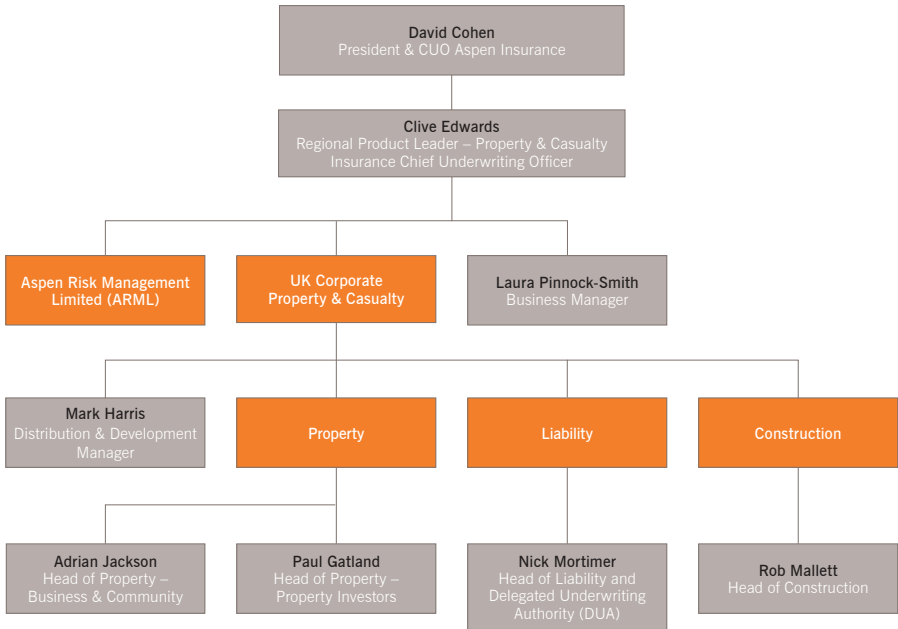 David Cohen
President & CUO Aspen Insurance
Clive Edwards
Regional Product Leader – Property & Casualty
Insurance Chief Underwriting Officer
Aspen Risk Management
Limited (ARML)
UK Corporate
Property & Casualty
Laura Pinnock-Smith
Business Manager
Mark Harris
Distribution & Development
Manager
Property
Liability
Construction
Adrian Jackson
Head of Property –
Business & Community
Paul Gatland
Head of Property –
Property Investors
Nick Mortimer
Head of Liability and
Delegated Underwriting
Authority (DUA)
Rob Mallett
Head of Construction